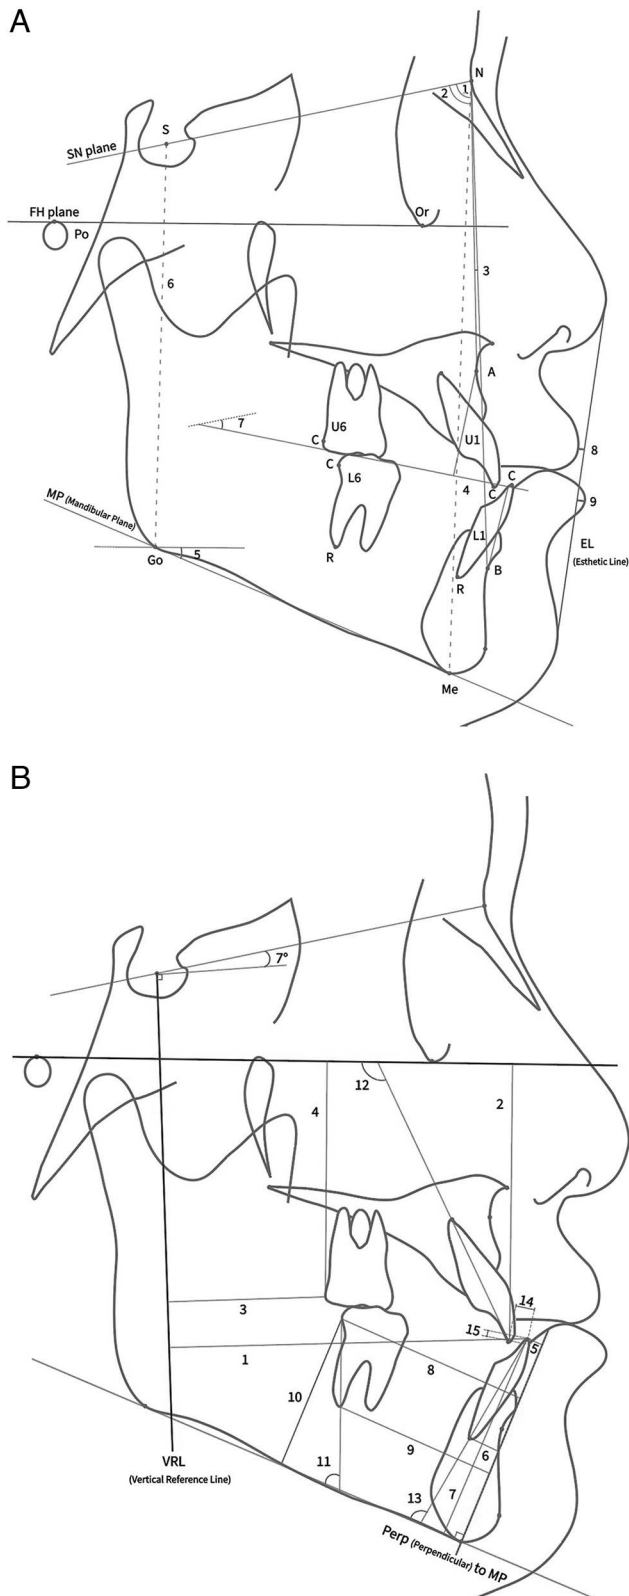 A
N
2
1
S
SN plane
FH plane
Po
Or
6
3
A
U6
U1
7
C
C
8
L6
4
C
C
9
MP (Mandibular Plane)
L1
EL
(Esthetic Line)
Go
5
R
R
B
Me
B
7°
12
4
2
3
14
15
1
5
8
10
9
6
11
7
13
VRL
(Vertical Reference Line)
Perp (Perpendicular) to MP